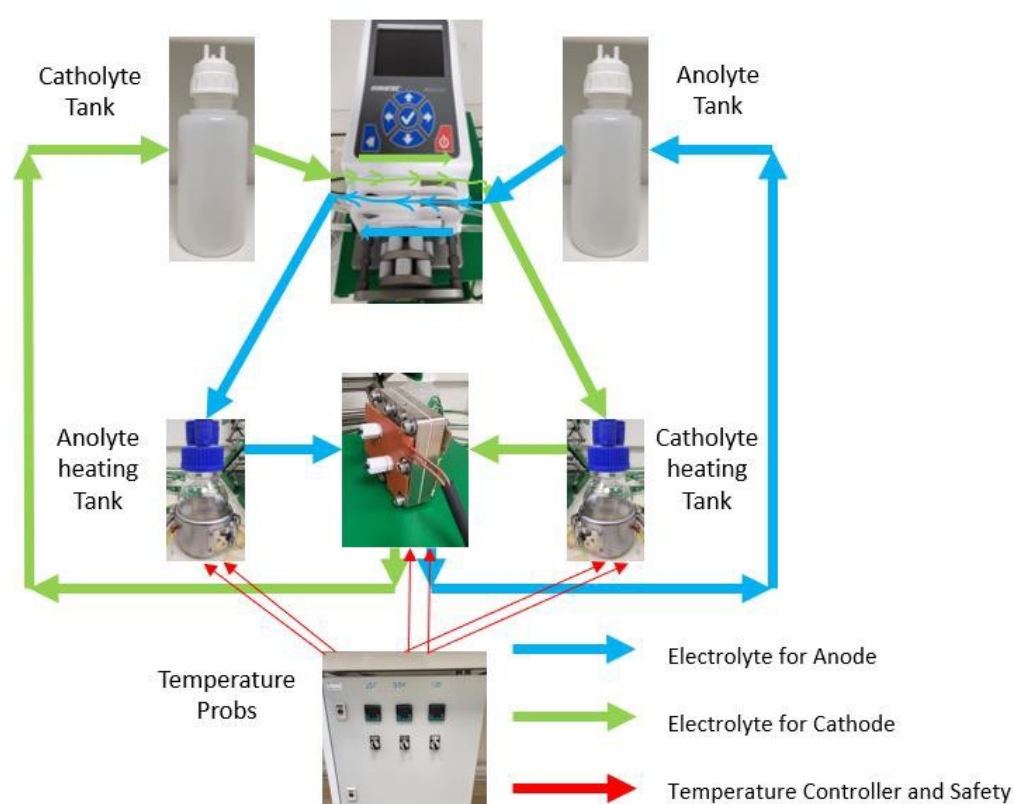 Catholyte
Tank
Anolyte
Tank
Anolyte
heating
Tank
Catholyte
heating
Tank
Temperature
Probs
Electrolyte for Anode
Electrolyte for Cathode
Temperature Controller and Safety